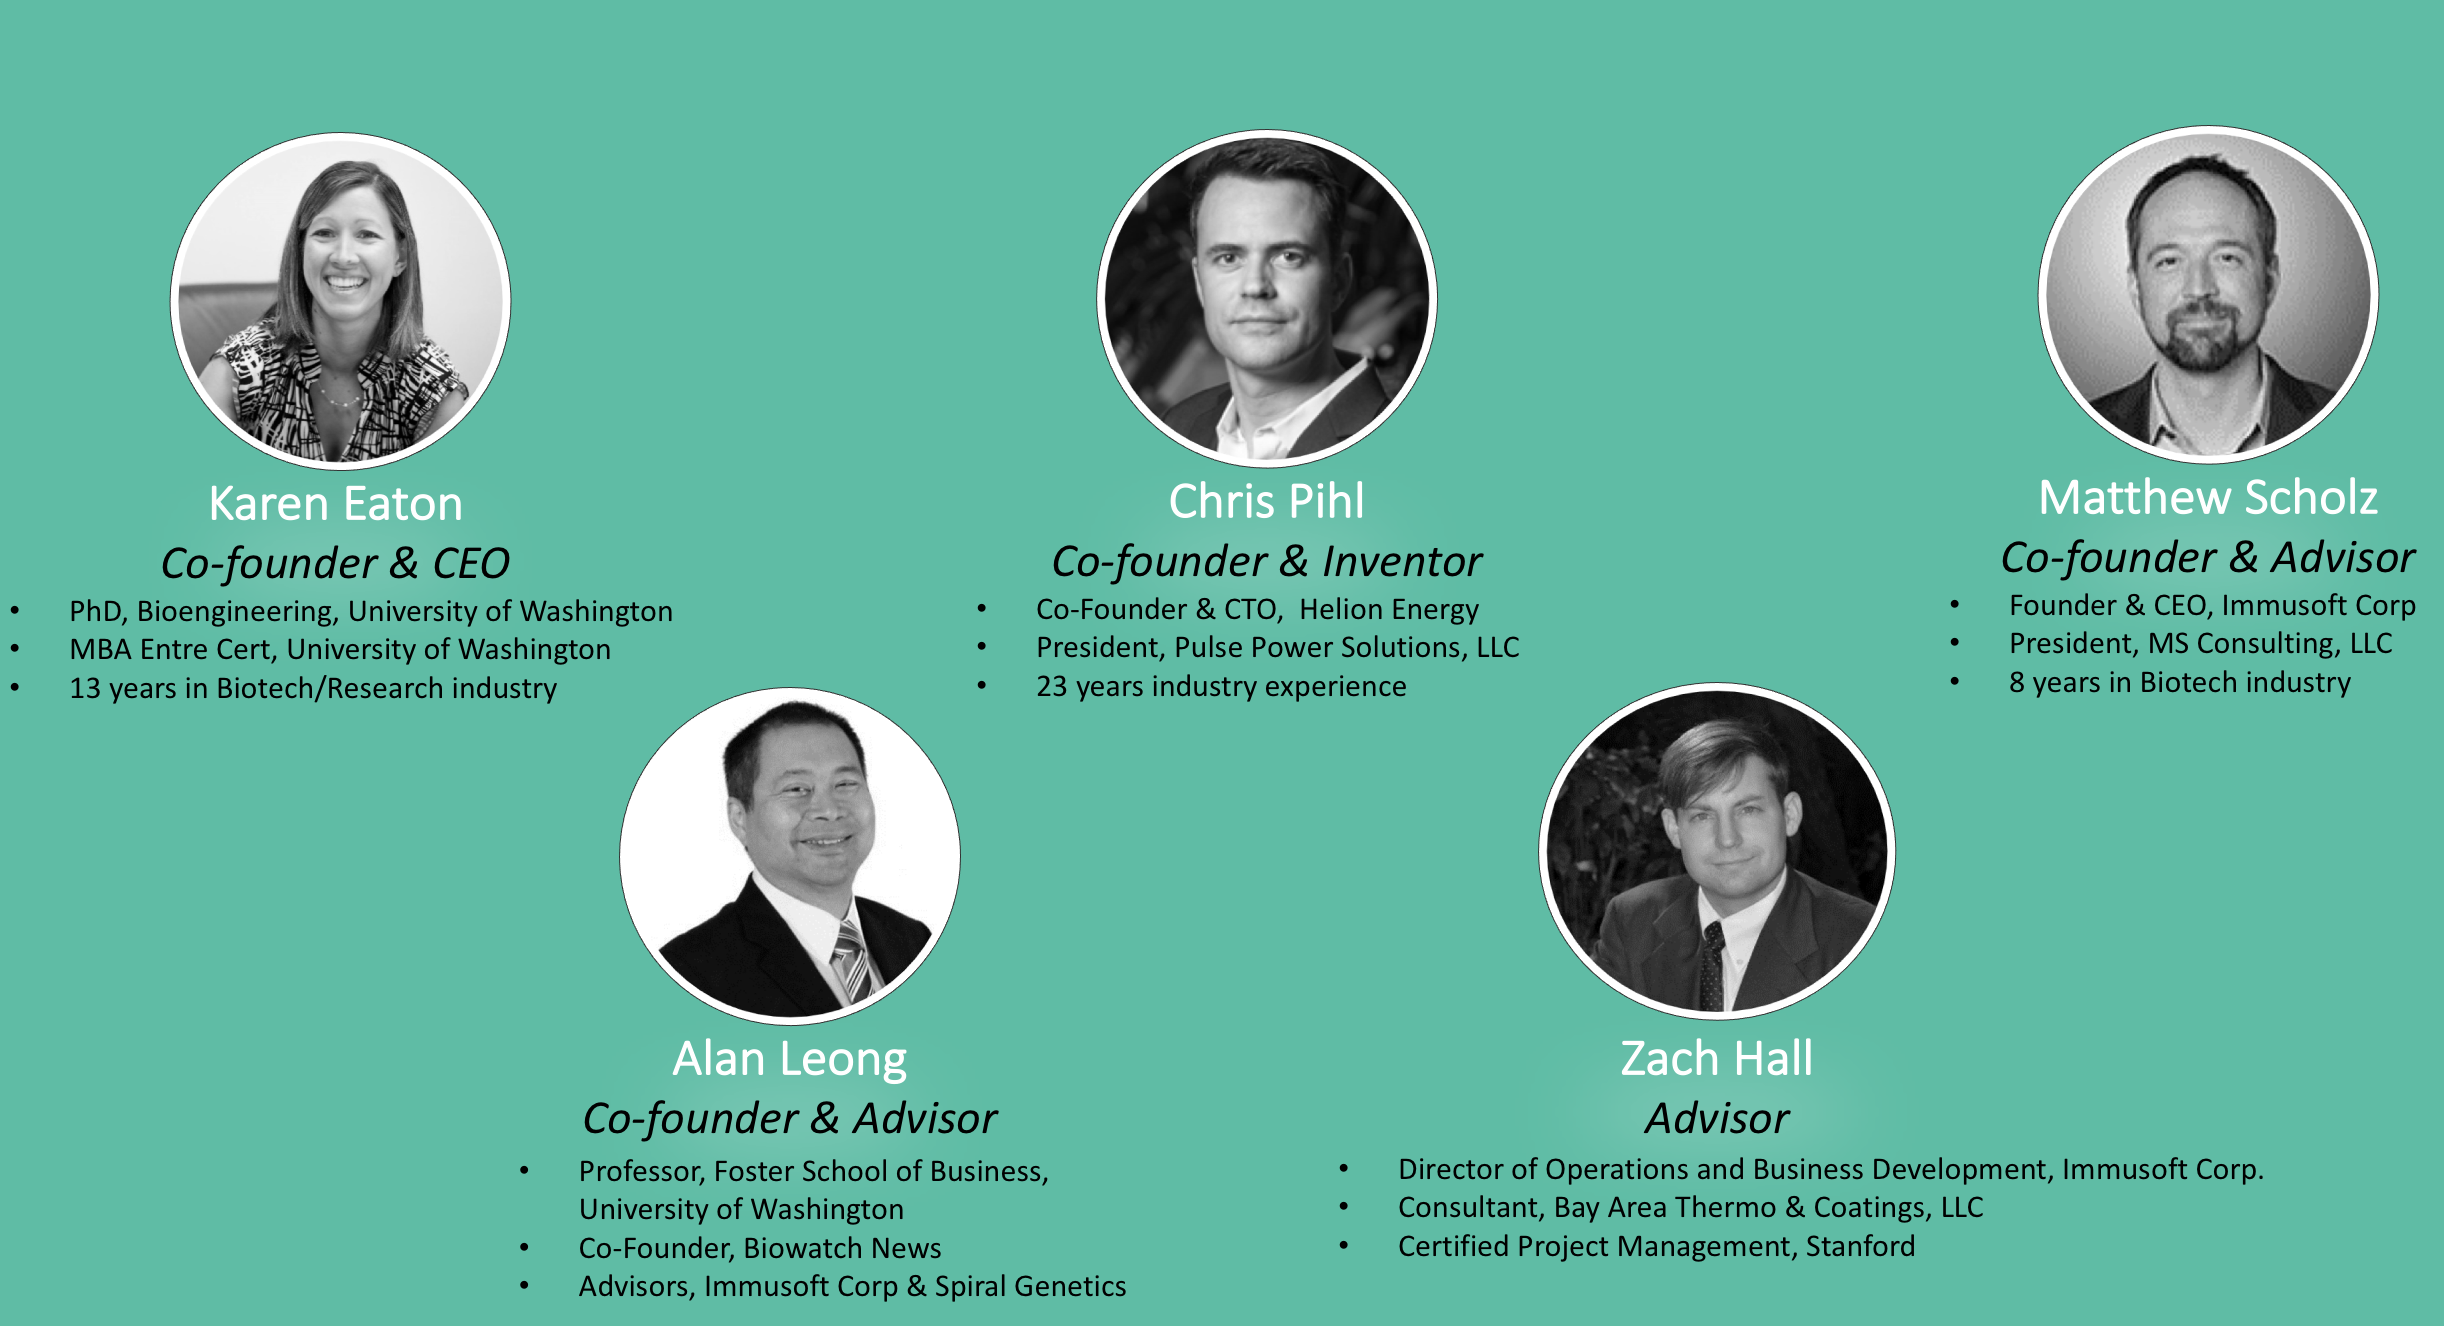 Karen Eaton
Co-founder & CEO
• PhD, Bioengineering, University of Washington
• MBA Entre Cert, University of Washington
• 13 years in Biotech/Research industry
Chris Pihl
Co-founder & Inventor
• Co-Founder & CTO, Helion Energy
• President, Pulse Power Solutions, LLC
• 23 years industry experience
Matthew Scholz
Co-founder & Advisor
• Founder & CEO, Immusoft Corp
• President, MS Consulting, LLC
• 8 years in Biotech industry
Alan Leong
Co-founder & Advisor
• Professor, Foster School of Business,
University of Washington
• Co-Founder, Biowatch News
• Advisors, Immusoft Corp & Spiral Genetics
Zach Hall
Advisor
• Director of Operations and Business Development, Immusoft Corp.
• Consultant, Bay Area Thermo & Coatings, LLC
• Certified Project Management, Stanford